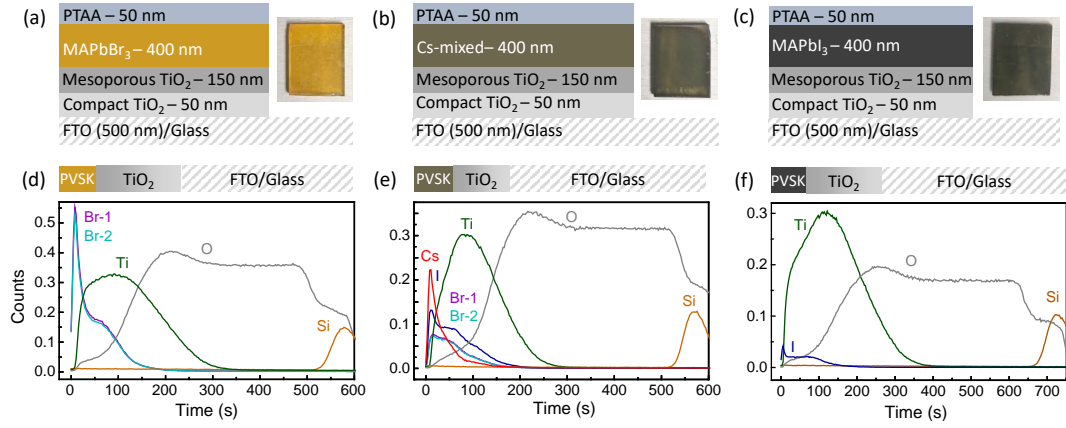 (a)
PTAA – 50 nm
MAPbBr3 – 400 nm
Mesoporous TiO2 – 150 nm
Compact TiO2 – 50 nm
FTO (500 nm)/Glass
(b)
PTAA – 50 nm
Cs-mixed– 400 nm
Mesoporous TiO2 – 150 nm
Compact TiO2 – 50 nm
FTO (500 nm)/Glass
(c)
PTAA – 50 nm
MAPbI3 – 400 nm
Mesoporous TiO2 – 150 nm
Compact TiO2 – 50 nm
FTO (500 nm)/Glass
(d)
PVSK
TiO2
FTO/Glass
Br-1
Br-2
Ti
O
Si
Counts
0.5
0.4
0.3
0.2
0.1
0.0
0 100 200 300 400 500 600
Time (s)
(e)
PVSK
TiO2
FTO/Glass
Cs
I
Ti
O
Br-1
Br-2
Si
0.3
0.2
0.1
0.0
0 100 200 300 400 500 600
Time (s)
(f)
PVSK
TiO2
FTO/Glass
Ti
O
I
Si
0.3
0.2
0.1
0.0
0 100 200 300 400 500 600 700
Time (s)